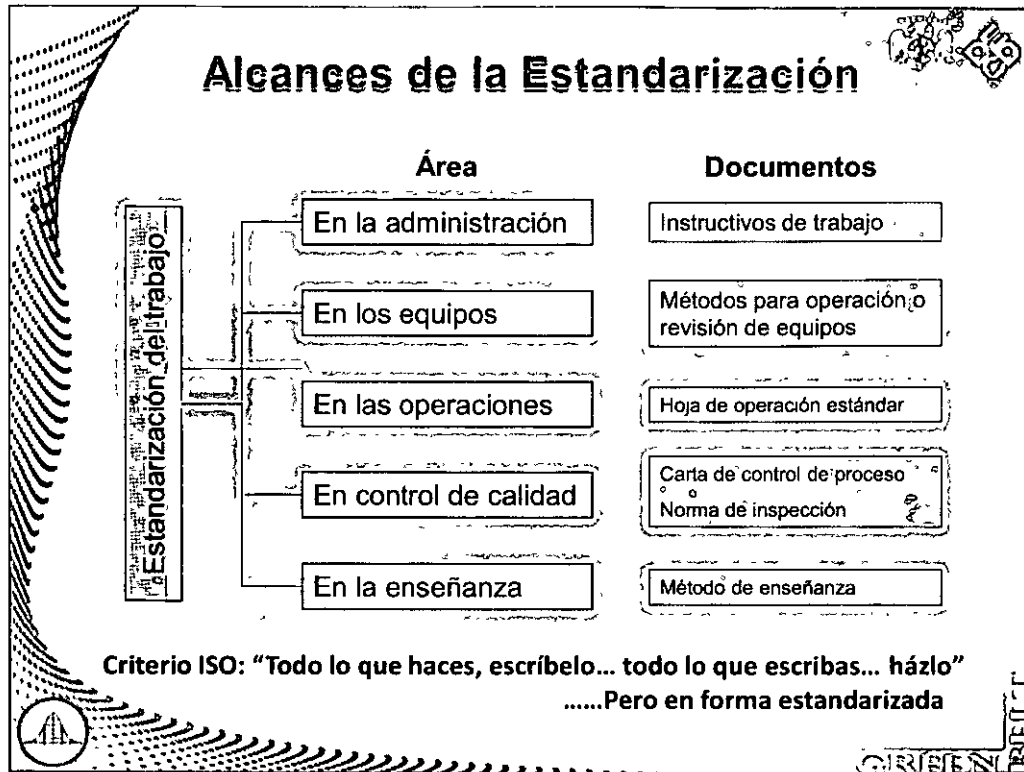 Alcances de la Estandarización
Área
Documentos
Estandarización del trabajo
En la administración
Instructivos de trabajo
En los equipos
Métodos para operación o
revisión de equipos
En las operaciones
Hoja de operación estándar
En control de calidad
Carta de control de proceso
Norma de inspección
En la enseñanza
Método de enseñanza
Criterio ISO: “Todo lo que haces, escríbelo... todo lo que escribas... házlo”
......Pero en forma estandarizada
GREEN
BELT